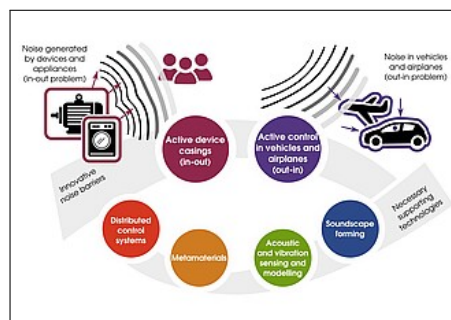 Noise generated
by devices and
appliances
(in-out problem)
Noise in vehicles
and airplanes
(out-in problem)
Active device
casings
(in-out)
Active control
in vehicles and
airplanes
(out-in)
Innovative
noise barriers
Necessary
supporting
technologies
Distributed
control
systems
Metamaterials
Acoustic
and vibration
sensing and
modelling
Soundscape
forming